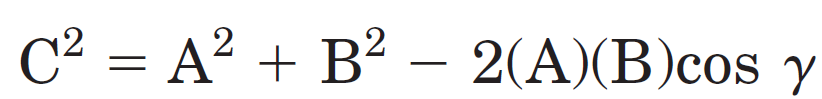 C² = A² + B² − 2(A)(B)cos γ